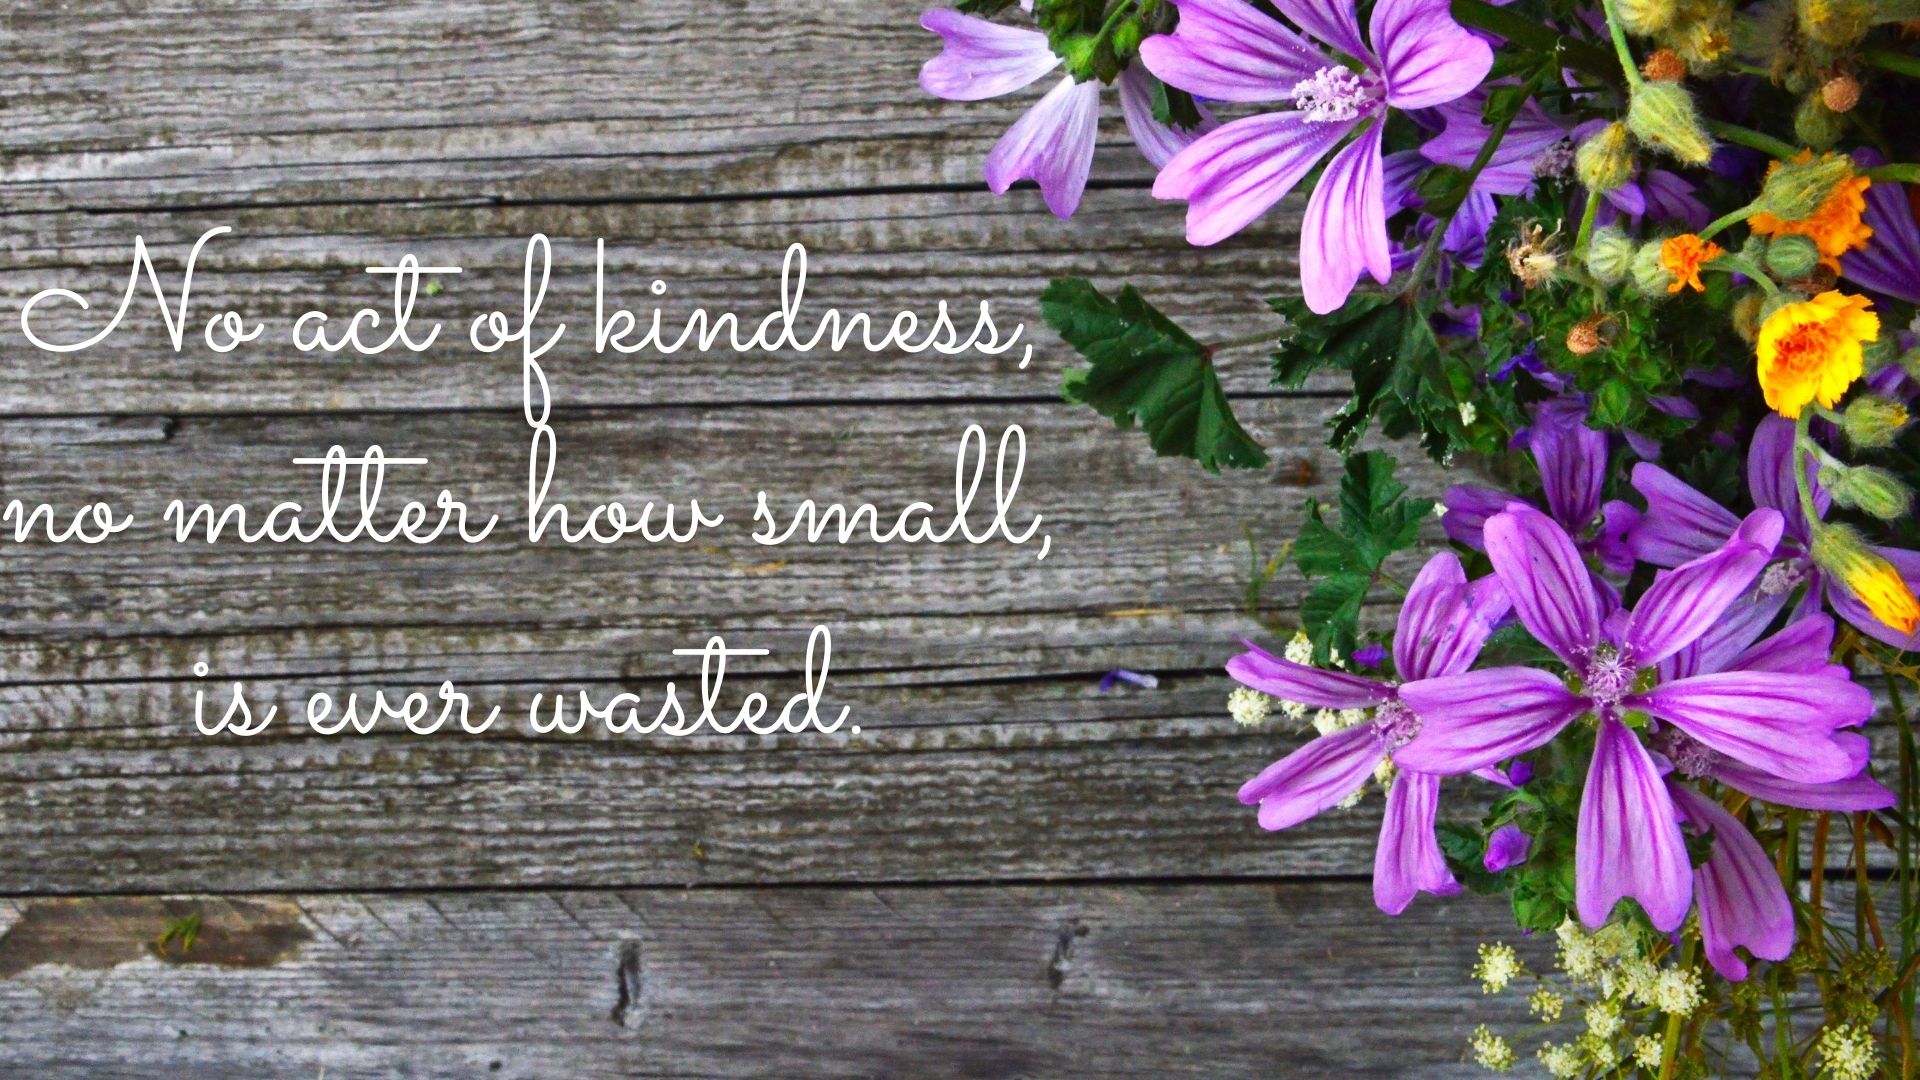 No act of kindness,
no matter how small,
is ever wasted.